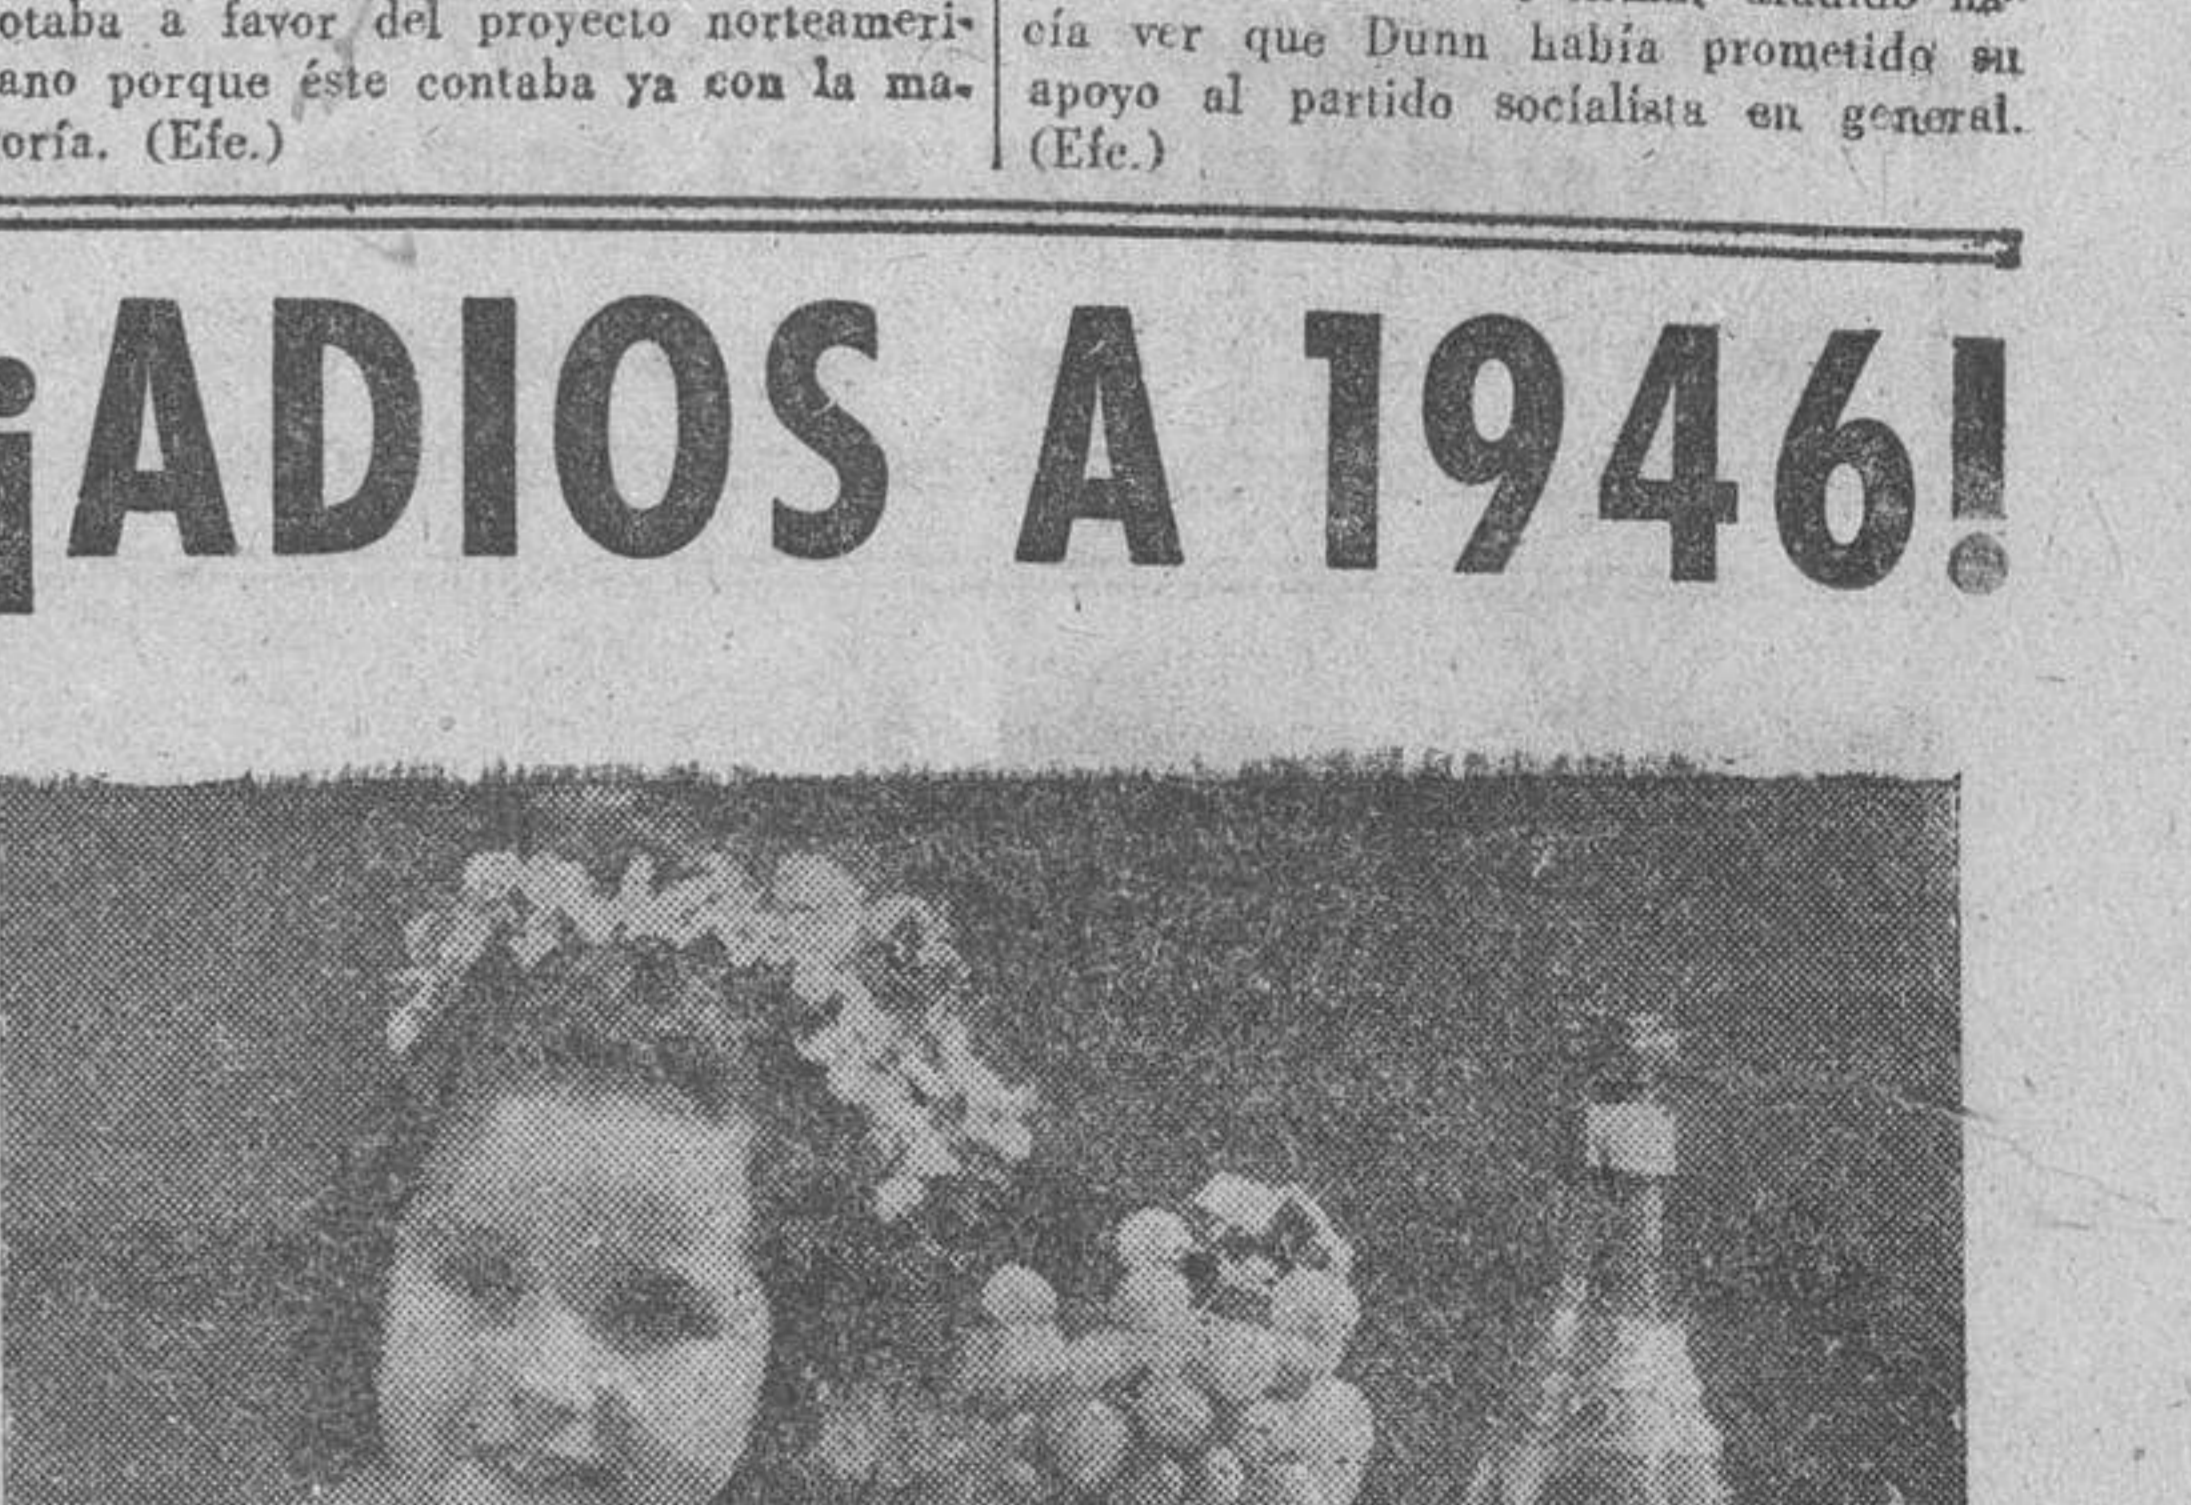 otaba a favor del proyecto norteameri-
ano porque éste contaba ya con la ma-
oría. (Efe.)
cía ver que Dunn había prometido su
apoyo al partido socialista en general.
(Efe.)
¡ADIOS A 1946!